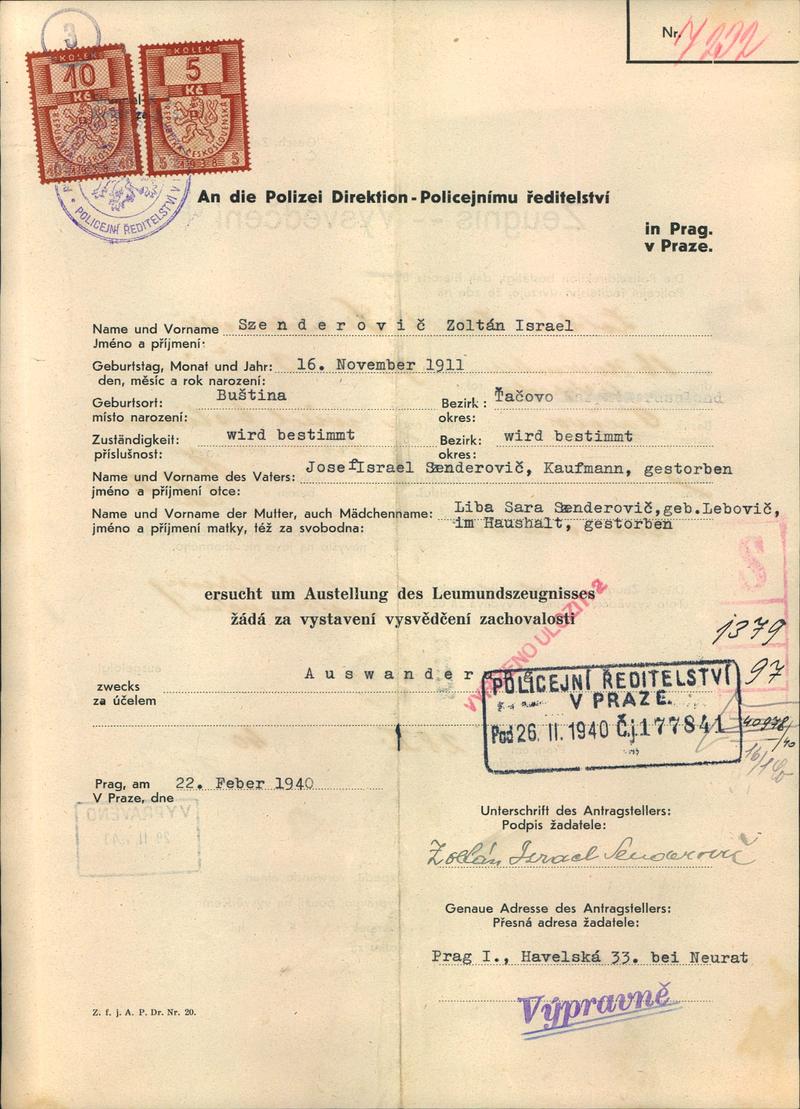 3
KOLEK KOLEK
10 5
Kč Kč
POLICEJNÍ ŘEDITELSTVÍ V
Nr. 7232
An die Polizei Direktion - Policejnímu ředitelství
in Prag.
v Praze.
Name und Vorname Szenderovič Zoltán Israel
Jméno a příjmení:
Geburtstag, Monat und Jahr: 16. November 1911
den, měsíc a rok narození:
Geburtsort: Buština Bezirk: Ťačovo
místo narození: okres:
Zuständigkeit: wird bestimmt Bezirk: wird bestimmt
příslušnost: okres:
Name und Vorname des Vaters: Josef Israel Senderovič, Kaufmann, gestorben
jméno a příjmení otce:
Name und Vorname der Mutter, auch Mädchenname: Liba Sara Senderovič, geb. Lebovič,
jméno a příjmení matky, též za svobodna: im Haushalt, gestorben
S
ersucht um Austellung des Leumundszeugnisses
žádá za vystavení vysvědčení zachovalosti
1379
97
zwecks Auswander
za účelem
POLICEJNÍ ŘEDITELSTVÍ
V PRAZE.
Pod 26. II. 1940 Č.j. 177841
40978/40
Prag, am 22. Feber 1940
V Praze, dne
VYPRAVENO
Unterschrift des Antragstellers:
Podpis žadatele:
Zoltán Israel Senderovič
Genaue Adresse des Antragstellers:
Přesná adresa žadatele:
Prag I., Havelská 33. bei Neurat
Výpravně
Z. f. j. A. P. Dr. Nr. 20.